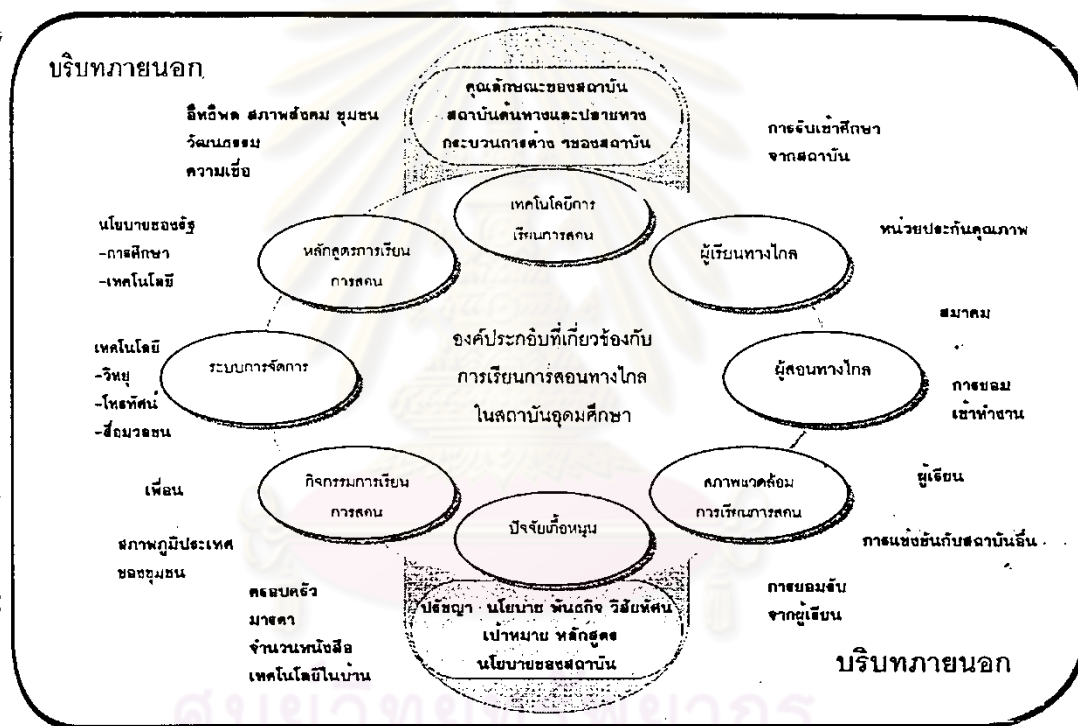 บริบทภายนอก
คุณลักษณะของสถาบัน
สถาบันต้นทางและปลายทาง
กระบวนการต่าง ๆของสถาบัน
อิทธิพล สภาพสังคม ชุมชน
วัฒนธรรม
ความเชื่อ
การรับเข้าศึกษา
จากสถาบัน
เทคโนโลยีการ
เรียนการสอน
นโยบายของรัฐ
-การศึกษา
-เทคโนโลยี
หลักสูตรการเรียน
การสอน
ผู้เรียนทางไกล
หน่วยประกันคุณภาพ
สมาคม
เทคโนโลยี
-วิทยุ
-โทรทัศน์
-สื่อมวลชน
ระบบการจัดการ
องค์ประกอบที่เกี่ยวข้องกับ
การเรียนการสอนทางไกล
ในสถาบันอุดมศึกษา
ผู้สอนทางไกล
การยอม
เข้าทำงาน
เพื่อน
กิจกรรมการเรียน
การสอน
ปัจจัยเกื้อหนุน
สภาพแวดล้อม
การเรียนการสอน
ผู้เรียน
การแข่งขันกับสถาบันอื่น
สภาพภูมิประเทศ
ของชุมชน
ครอบครัว
มารดา
จำนวนหนังสือ
เทคโนโลยีในบ้าน
ปรัชญา นโยบาย พันธกิจ วิสัยทัศน์
เป้าหมาย หลักสูตร
นโยบายของสถาบัน
การยอมรับ
จากผู้เรียน
บริบทภายนอก
ศูนย์วิทยทรัพยากร